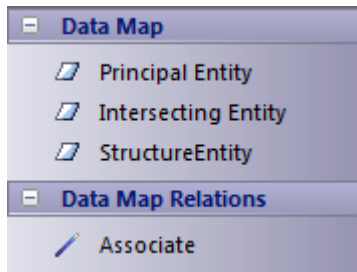 Data Map
Principal Entity
Intersecting Entity
StructureEntity
Data Map Relations
Associate